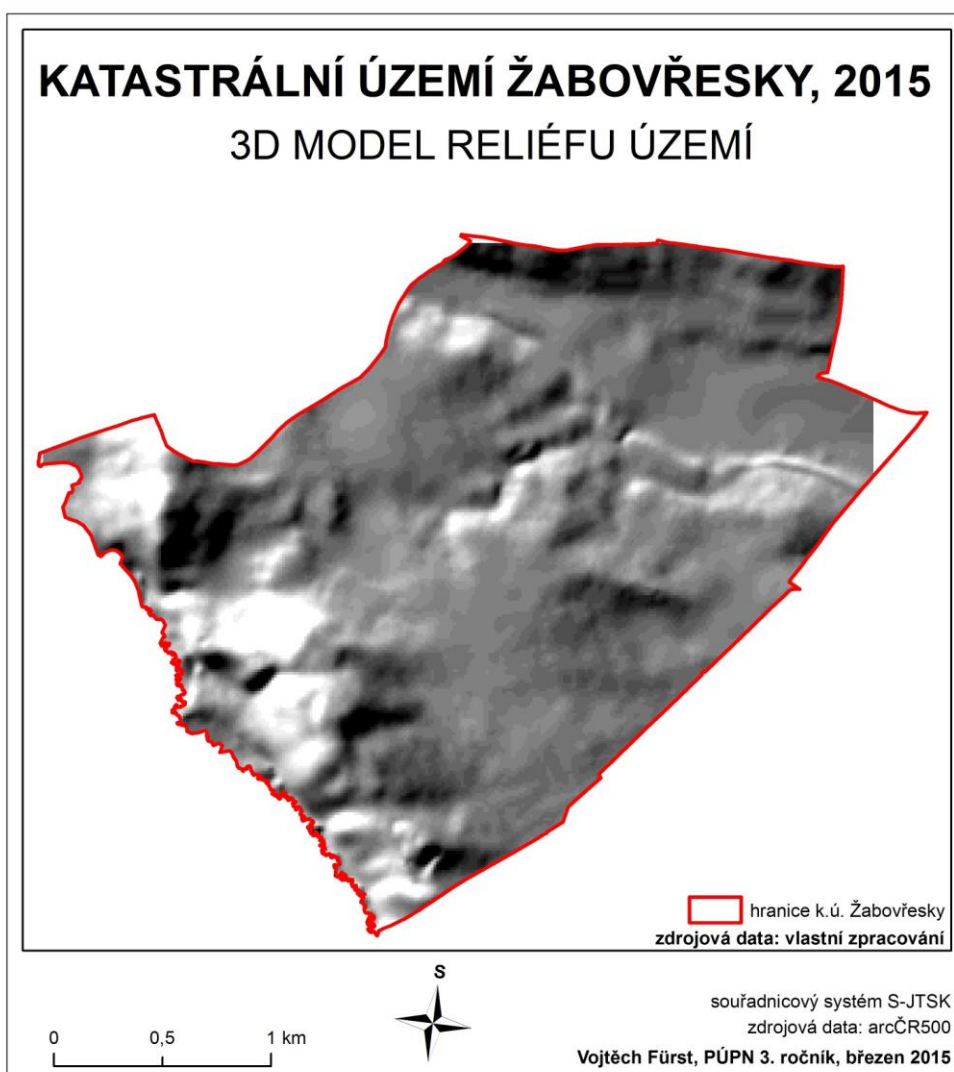 KATASTRÁLNÍ ÚZEMÍ ŽABOVŘESKY, 2015
3D MODEL RELIÉFU ÚZEMÍ
hranice k.ú. Žabovřesky
zdrojová data: vlastní zpracování
S
0 0,5 1 km
souřadnicový systém S-JTSK
zdrojová data: arcČR500
Vojtěch Fürst, PÚPN 3. ročník, březen 2015